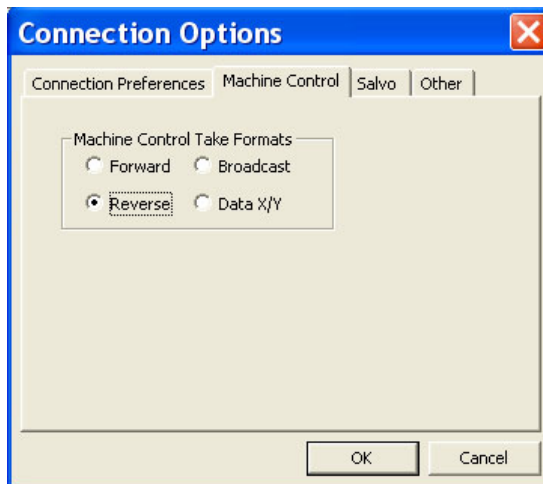 Connection Options
Connection Preferences Machine Control Salvo Other
Machine Control Take Formats
Forward Broadcast
Reverse Data X/Y
OK Cancel